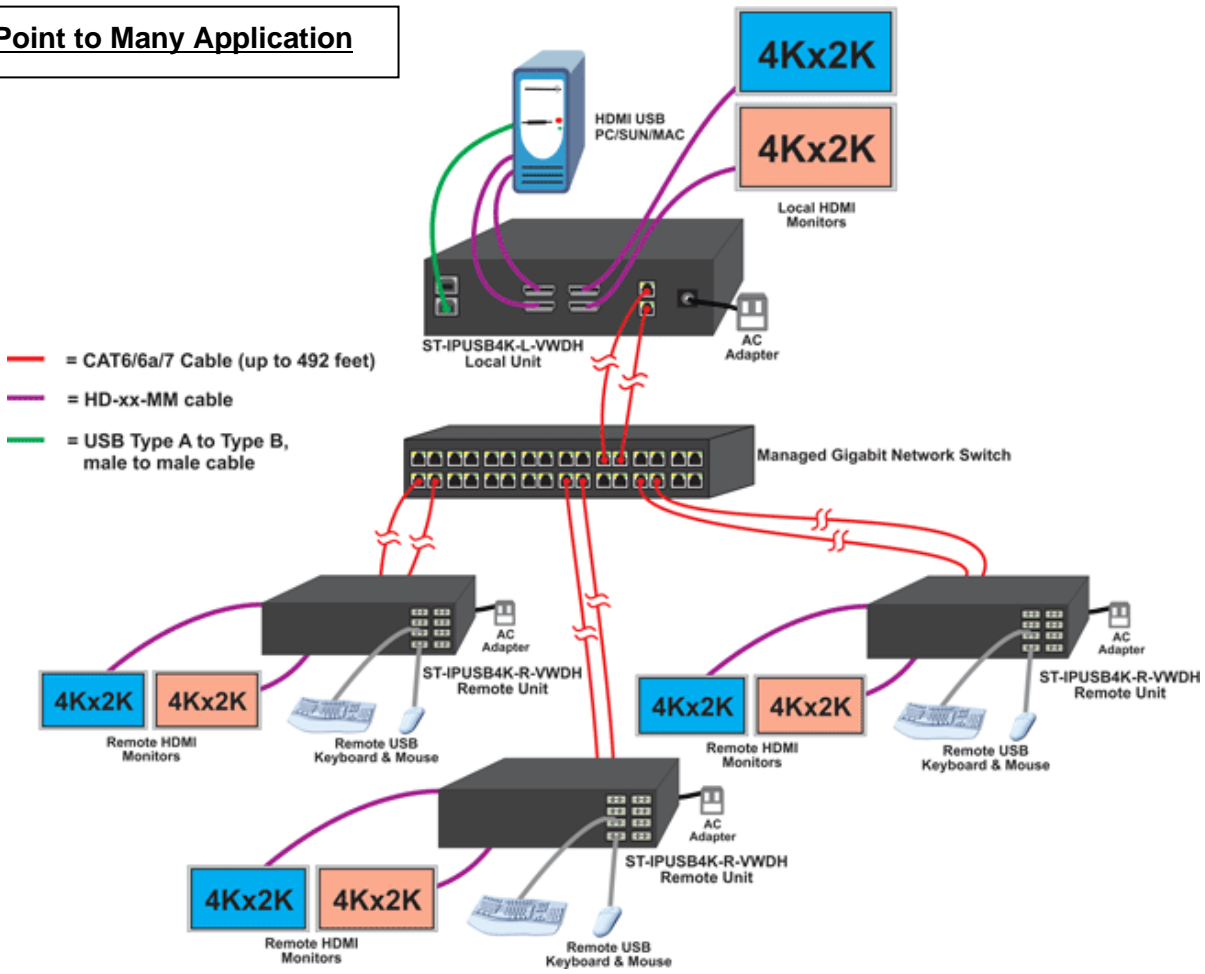 Point to Many Application
4Kx2K
HDMI USB
PC/SUN/MAC
4Kx2K
Local HDMI
Monitors
ST-IPUSB4K-L-VWDH
Local Unit
AC
Adapter
= CAT6/6a/7 Cable (up to 492 feet)
= HD-xx-MM cable
= USB Type A to Type B,
male to male cable
Managed Gigabit Network Switch
AC
Adapter
ST-IPUSB4K-R-VWDH
Remote Unit
4Kx2K
4Kx2K
Remote HDMI
Monitors
Remote USB
Keyboard & Mouse
AC
Adapter
ST-IPUSB4K-R-VWDH
Remote Unit
4Kx2K
4Kx2K
Remote HDMI
Monitors
Remote USB
Keyboard & Mouse
AC
Adapter
ST-IPUSB4K-R-VWDH
Remote Unit
4Kx2K
4Kx2K
Remote HDMI
Monitors
Remote USB
Keyboard & Mouse